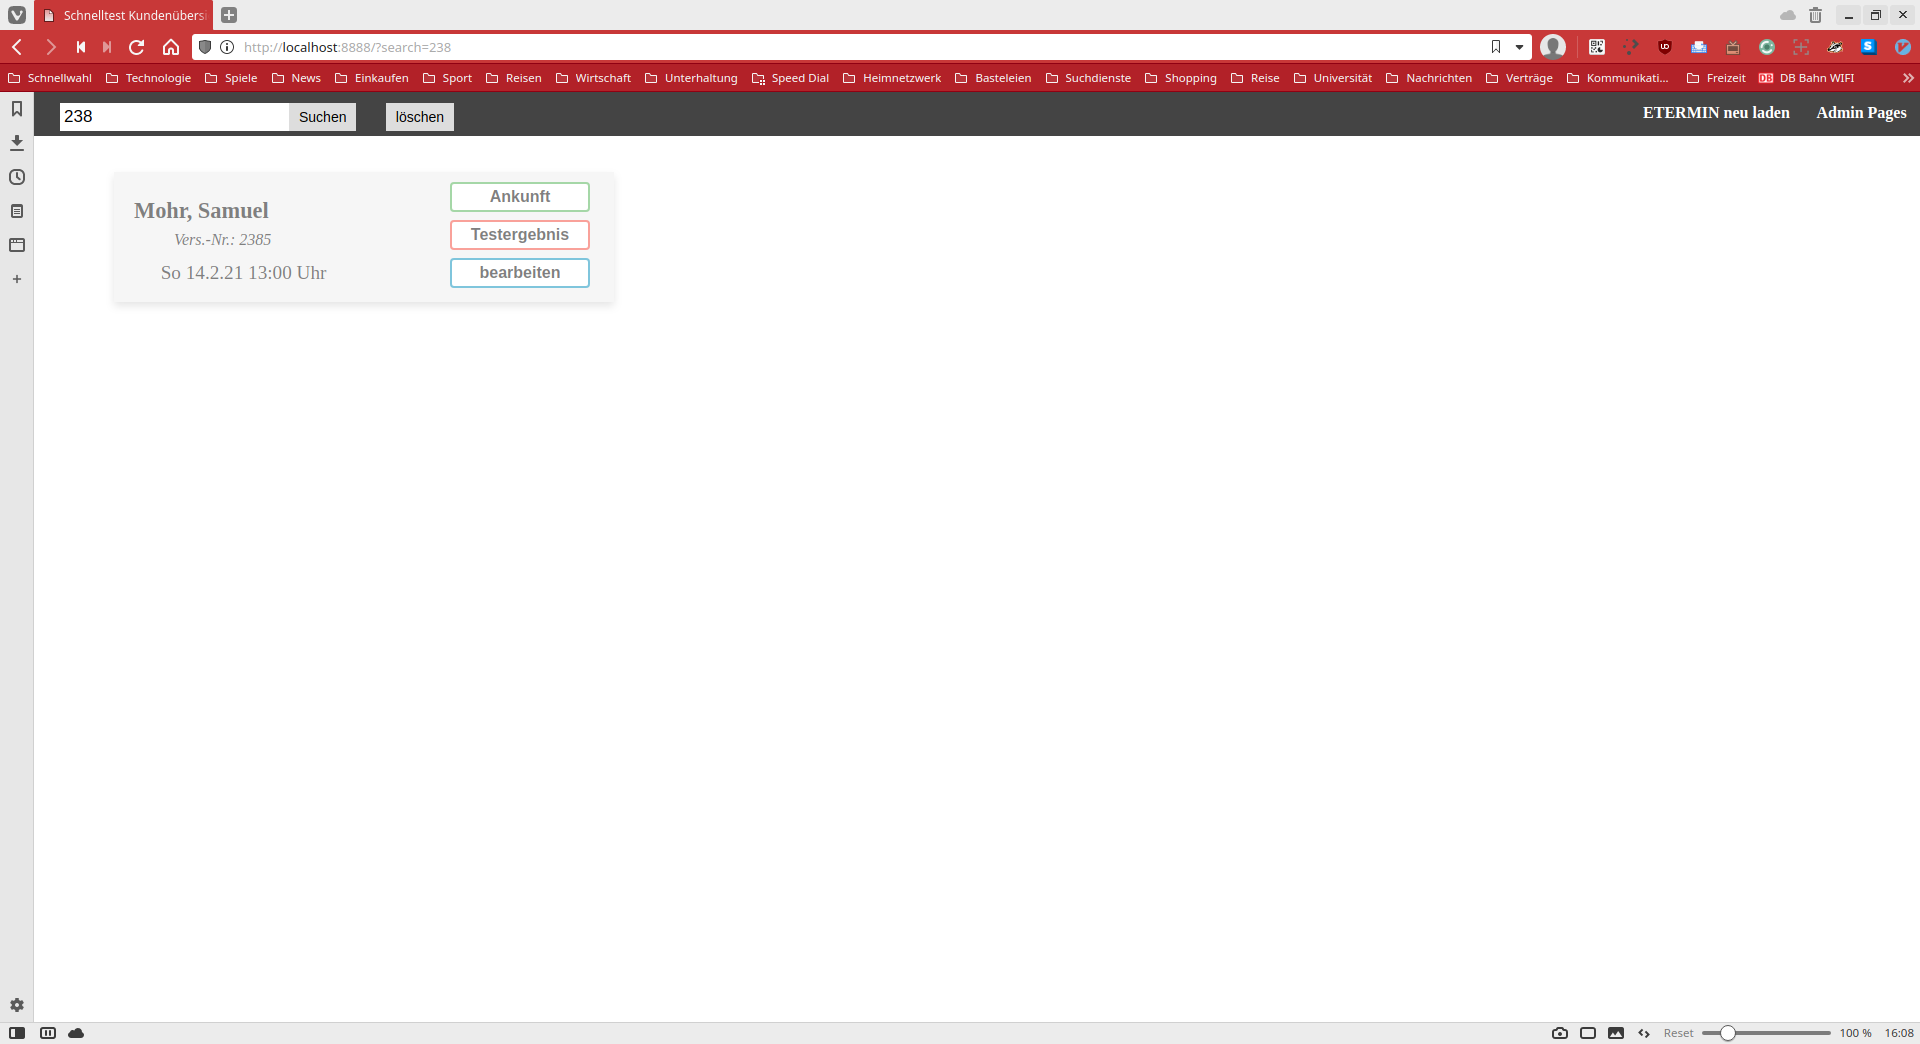 Schnelltest Kundenübersi
http://localhost:8888/?search=238
Schnellwahl Technologie Spiele News Einkaufen Sport Reisen Wirtschaft Unterhaltung Speed Dial Heimnetzwerk Basteleien Suchdienste Shopping Reise Universität Nachrichten Verträge Kommunikati... Freizeit DB DB Bahn WIFI
238 Suchen löschen ETERMIN neu laden Admin Pages
Ankunft
Mohr, Samuel
Testergebnis
Vers.-Nr.: 2385
So 14.2.21 13:00 Uhr bearbeiten
Reset 100 % 16:08